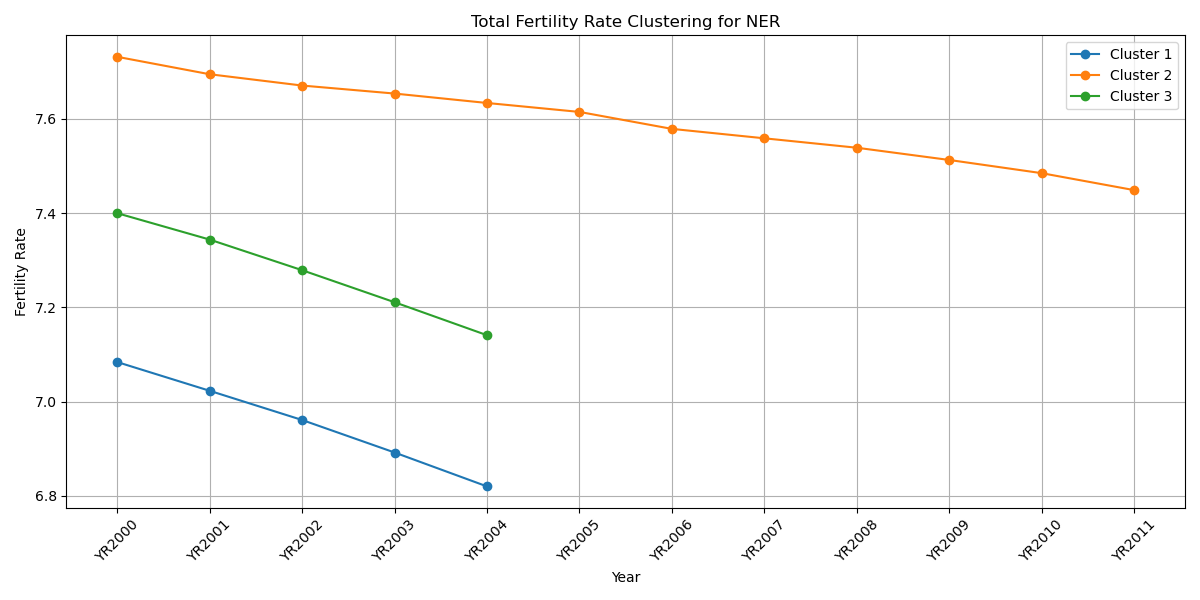 Total Fertility Rate Clustering for NER
Cluster 1
Cluster 2
Cluster 3
Fertility Rate
7.6
7.4
7.2
7.0
6.8
YR2000
YR2001
YR2002
YR2003
YR2004
YR2005
YR2006
YR2007
YR2008
YR2009
YR2010
YR2011
Year